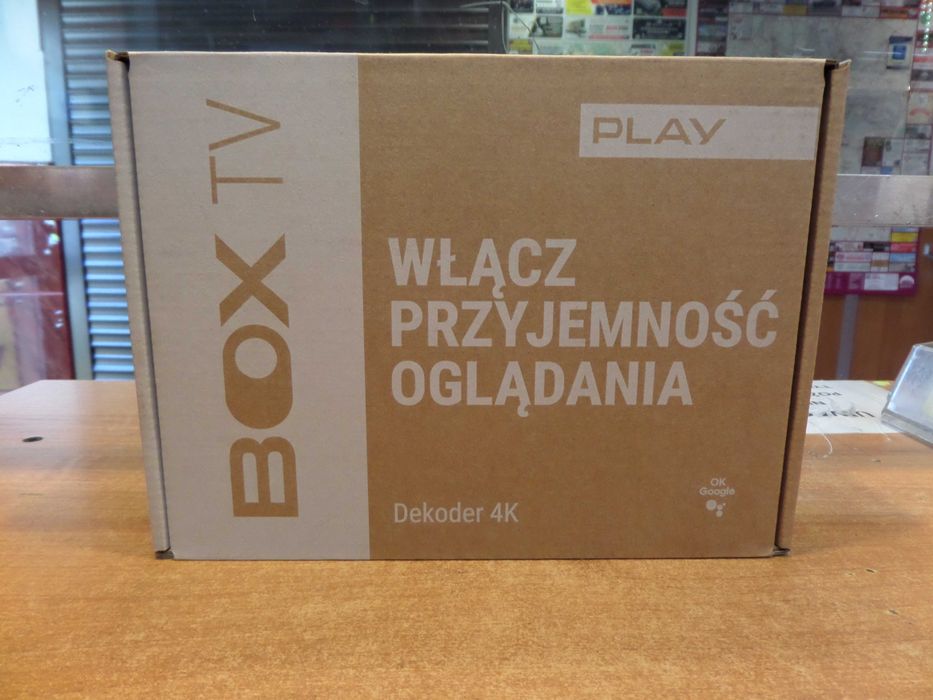 BOX TV
PLAY
WŁĄCZ
PRZYJEMNOŚĆ
OGLĄDANIA
Dekoder 4K
OK
Google